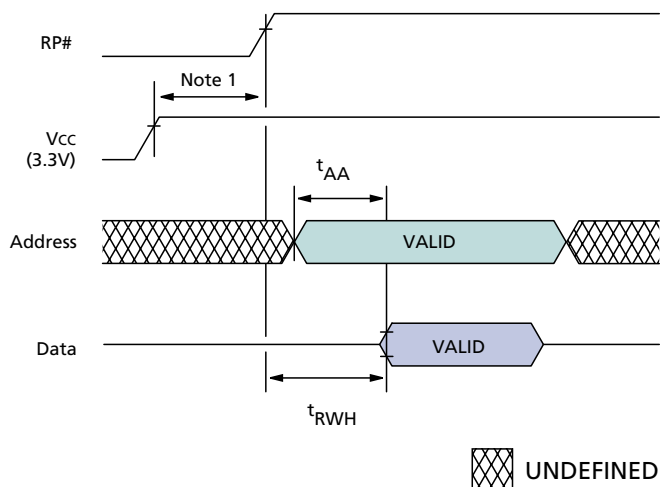 RP#
Note 1
Vcc
(3.3V)
tAA
Address
VALID
Data
VALID
tRWH
UNDEFINED